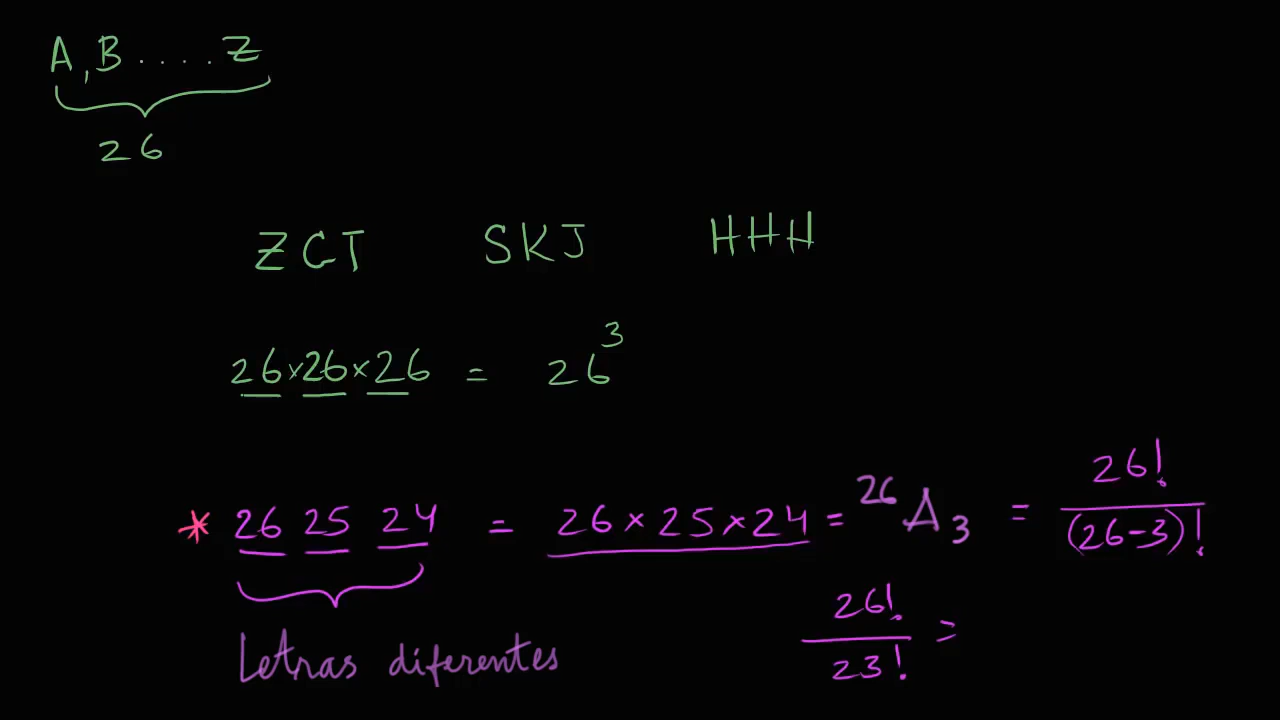 A, B .... Z
26
ZGT SKJ HHH
26×26×26 = 26³
* 26 25 24 = 26×25×24 = ²⁶A₃ = 26!/(26-3)!
Letras diferentes
26!/23! =